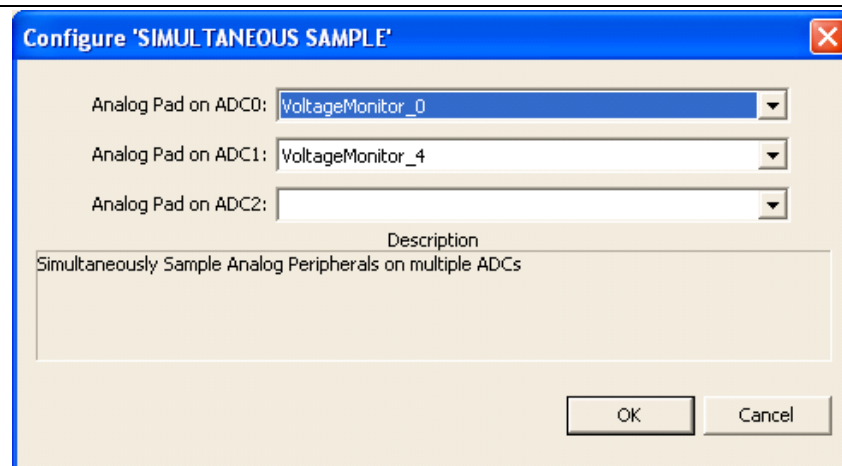 Configure 'SIMULTANEOUS SAMPLE'
Analog Pad on ADC0: VoltageMonitor_0
Analog Pad on ADC1: VoltageMonitor_4
Analog Pad on ADC2:
Description
Simultaneously Sample Analog Peripherals on multiple ADCs
OK Cancel